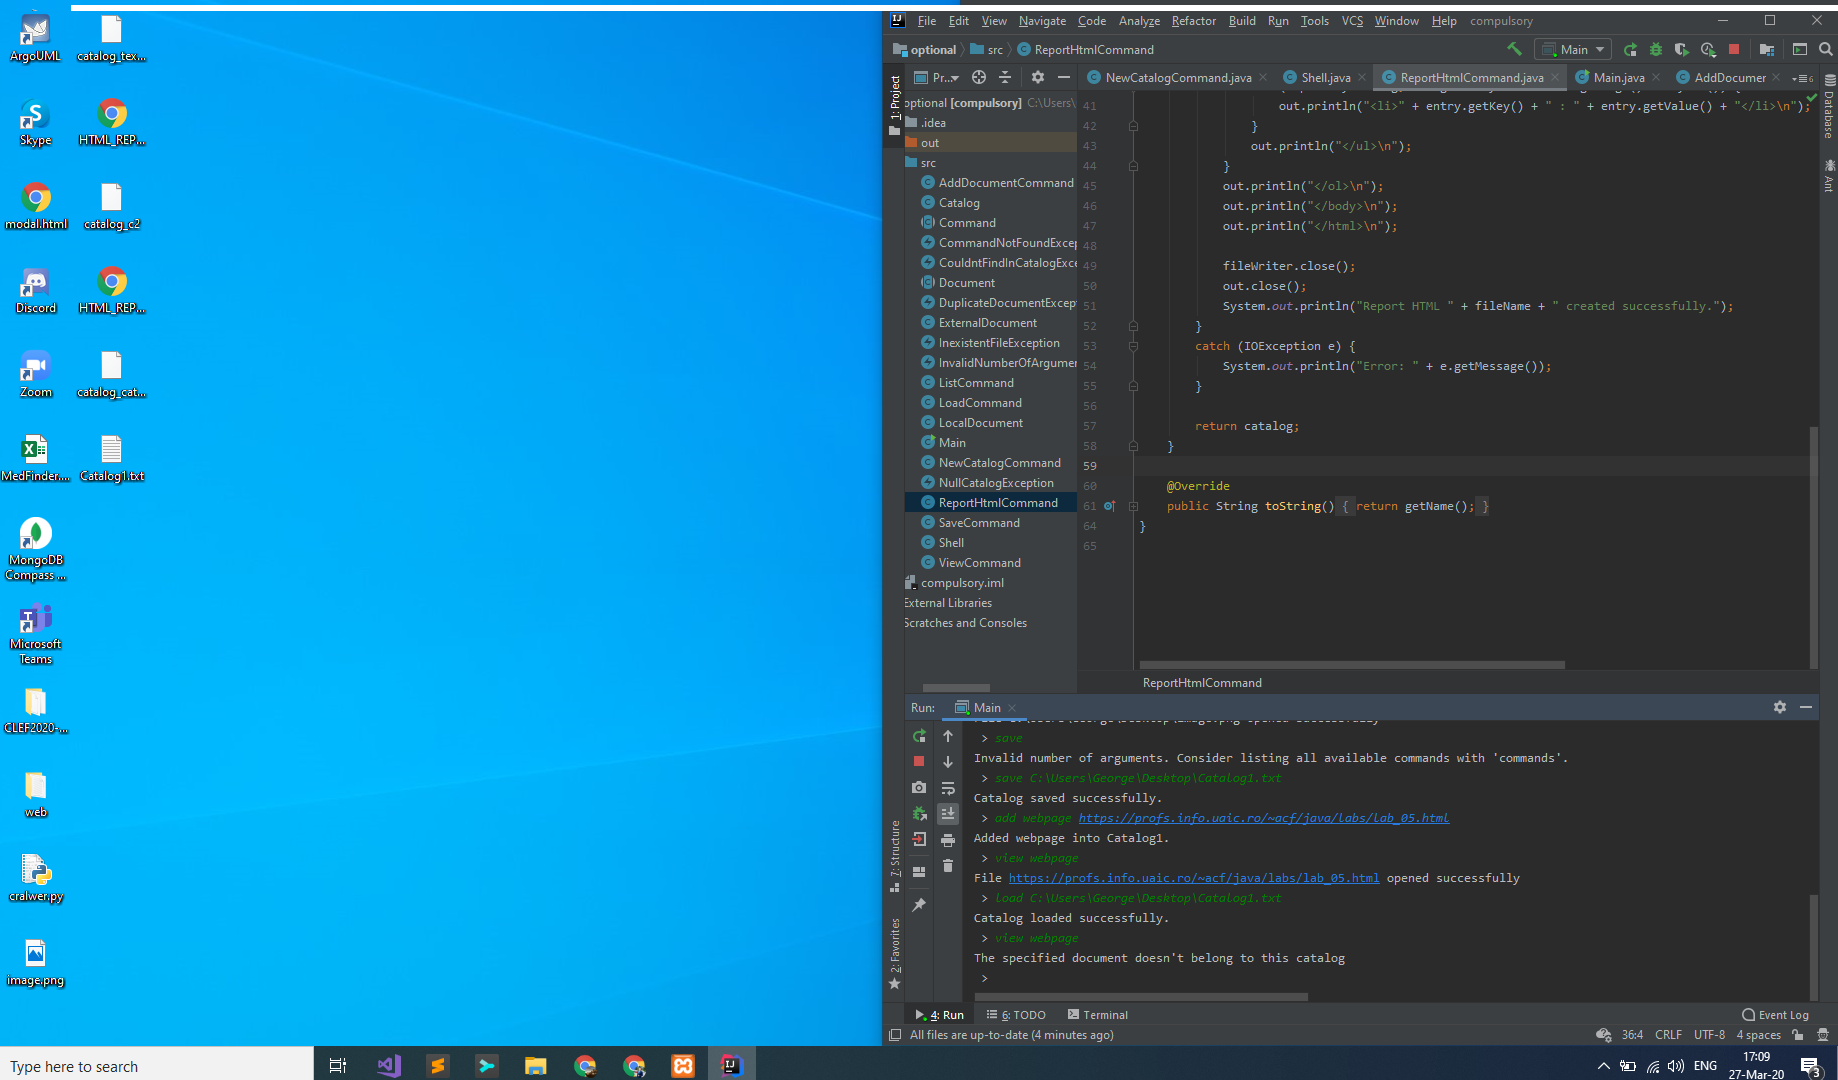 ArgoUML
catalog_tex...
Skype
HTML_REP...
modal.html
catalog_c2
Discord
HTML_REP...
Zoom
catalog_cat...
MedFinder....
Catalog1.txt
MongoDB
Compass ...
Microsoft
Teams
CLEF2020-...
web
cralwer.py
image.png
File Edit View Navigate Code Analyze Refactor Build Run Tools VCS Window Help compulsory
optional src ReportHtmlCommand
Main
1: Project
Pr...
NewCatalogCommand.java Shell.java ReportHtmlCommand.java Main.java AddDocumer
6
Database
Ant
optional [compulsory] C:\Users\
.idea
out
src
AddDocumentCommand
Catalog
Command
CommandNotFoundExcep
CouldntFindInCatalogExce
Document
DuplicateDocumentExcept
ExternalDocument
InexistentFileException
InvalidNumberOfArgumer
ListCommand
LoadCommand
LocalDocument
Main
NewCatalogCommand
NullCatalogException
ReportHtmlCommand
SaveCommand
Shell
ViewCommand
compulsory.iml
External Libraries
Scratches and Consoles
41 out.println("<li>" + entry.getKey() + " : " + entry.getValue() + "</li>\n");
42 }
43 out.println("</ul>\n");
44 }
45 out.println("</ol>\n");
46 out.println("</body>\n");
47 out.println("</html>\n");
48
49 fileWriter.close();
50 out.close();
51 System.out.println("Report HTML " + fileName + " created successfully.");
52 }
53 catch (IOException e) {
54 System.out.println("Error: " + e.getMessage());
55 }
56
57 return catalog;
58 }
59
60 @Override
61 public String toString() { return getName(); }
64 }
65
ReportHtmlCommand
Run: Main
> save
Invalid number of arguments. Consider listing all available commands with 'commands'.
> save C:\Users\George\Desktop\Catalog1.txt
Catalog saved successfully.
> add webpage https://profs.info.uaic.ro/~acf/java/labs/lab_05.html
Added webpage into Catalog1.
> view webpage
File https://profs.info.uaic.ro/~acf/java/labs/lab_05.html opened successfully
> load C:\Users\George\Desktop\Catalog1.txt
Catalog loaded successfully.
> view webpage
The specified document doesn't belong to this catalog
>
7: Structure
2: Favorites
4: Run 6: TODO Terminal Event Log
All files are up-to-date (4 minutes ago) 36:4 CRLF UTF-8 4 spaces
Type here to search
ENG
17:09
27-Mar-20
3